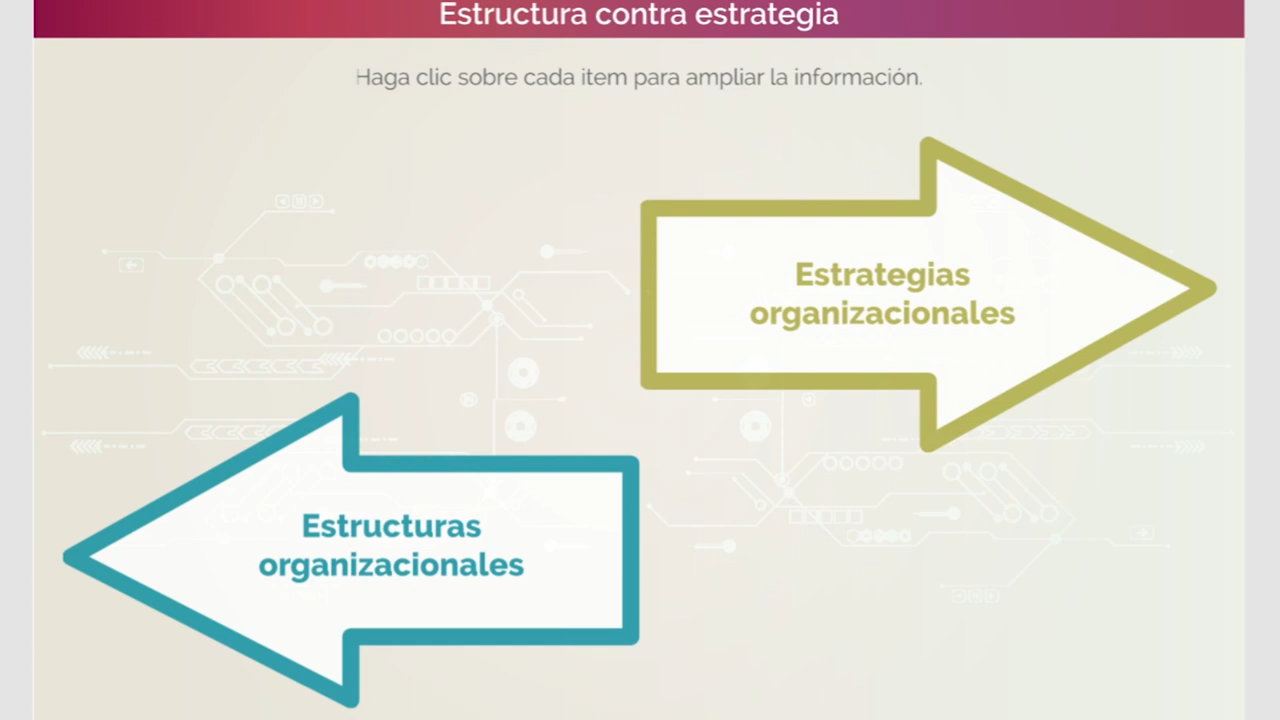 Estructura contra estrategia
Haga clic sobre cada item para ampliar la información.
Estrategias
organizacionales
Estructuras
organizacionales